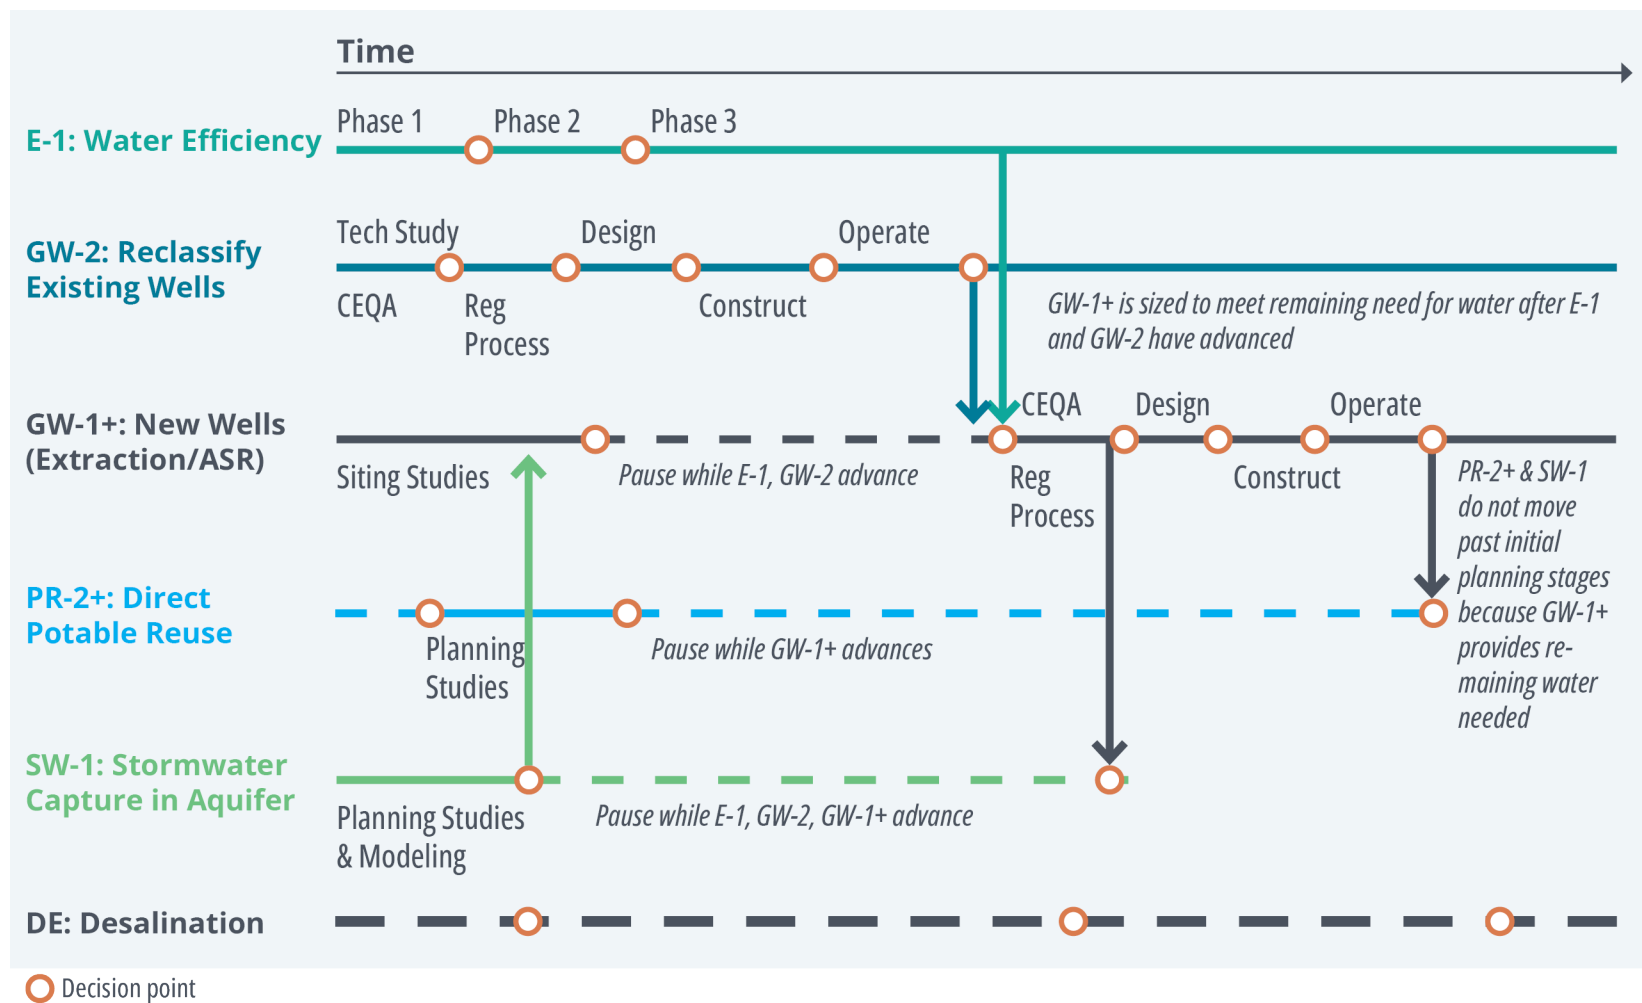 Time
E-1: Water Efficiency
Phase 1
Phase 2
Phase 3
GW-2: Reclassify
Existing Wells
Tech Study
Design
Operate
CEQA
Reg
Process
Construct
GW-1+ is sized to meet remaining need for water after E-1
and GW-2 have advanced
GW-1+: New Wells
(Extraction/ASR)
CEQA
Design
Operate
Siting Studies
Pause while E-1, GW-2 advance
Reg
Process
Construct
PR-2+ & SW-1
do not move
past initial
planning stages
because GW-1+
provides re-
maining water
needed
PR-2+: Direct
Potable Reuse
Planning
Studies
Pause while GW-1+ advances
SW-1: Stormwater
Capture in Aquifer
Planning Studies
& Modeling
Pause while E-1, GW-2, GW-1+ advance
DE: Desalination
Decision point